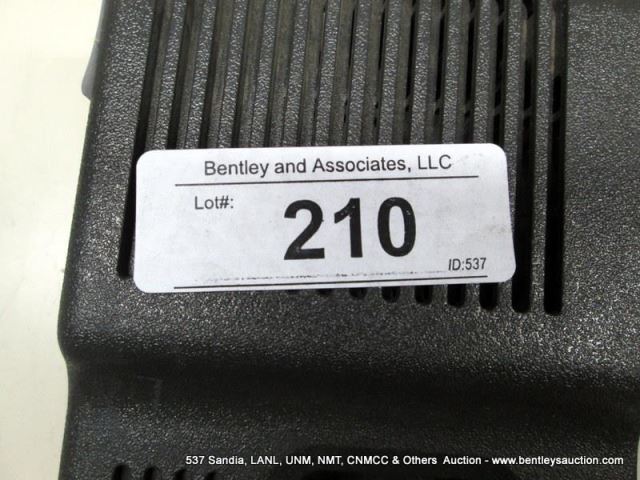 Bentley and Associates, LLC
Lot#:
210
ID:537
537 Sandia, LANL, UNM, NMT, CNMCC & Others Auction - www.bentleysauction.com